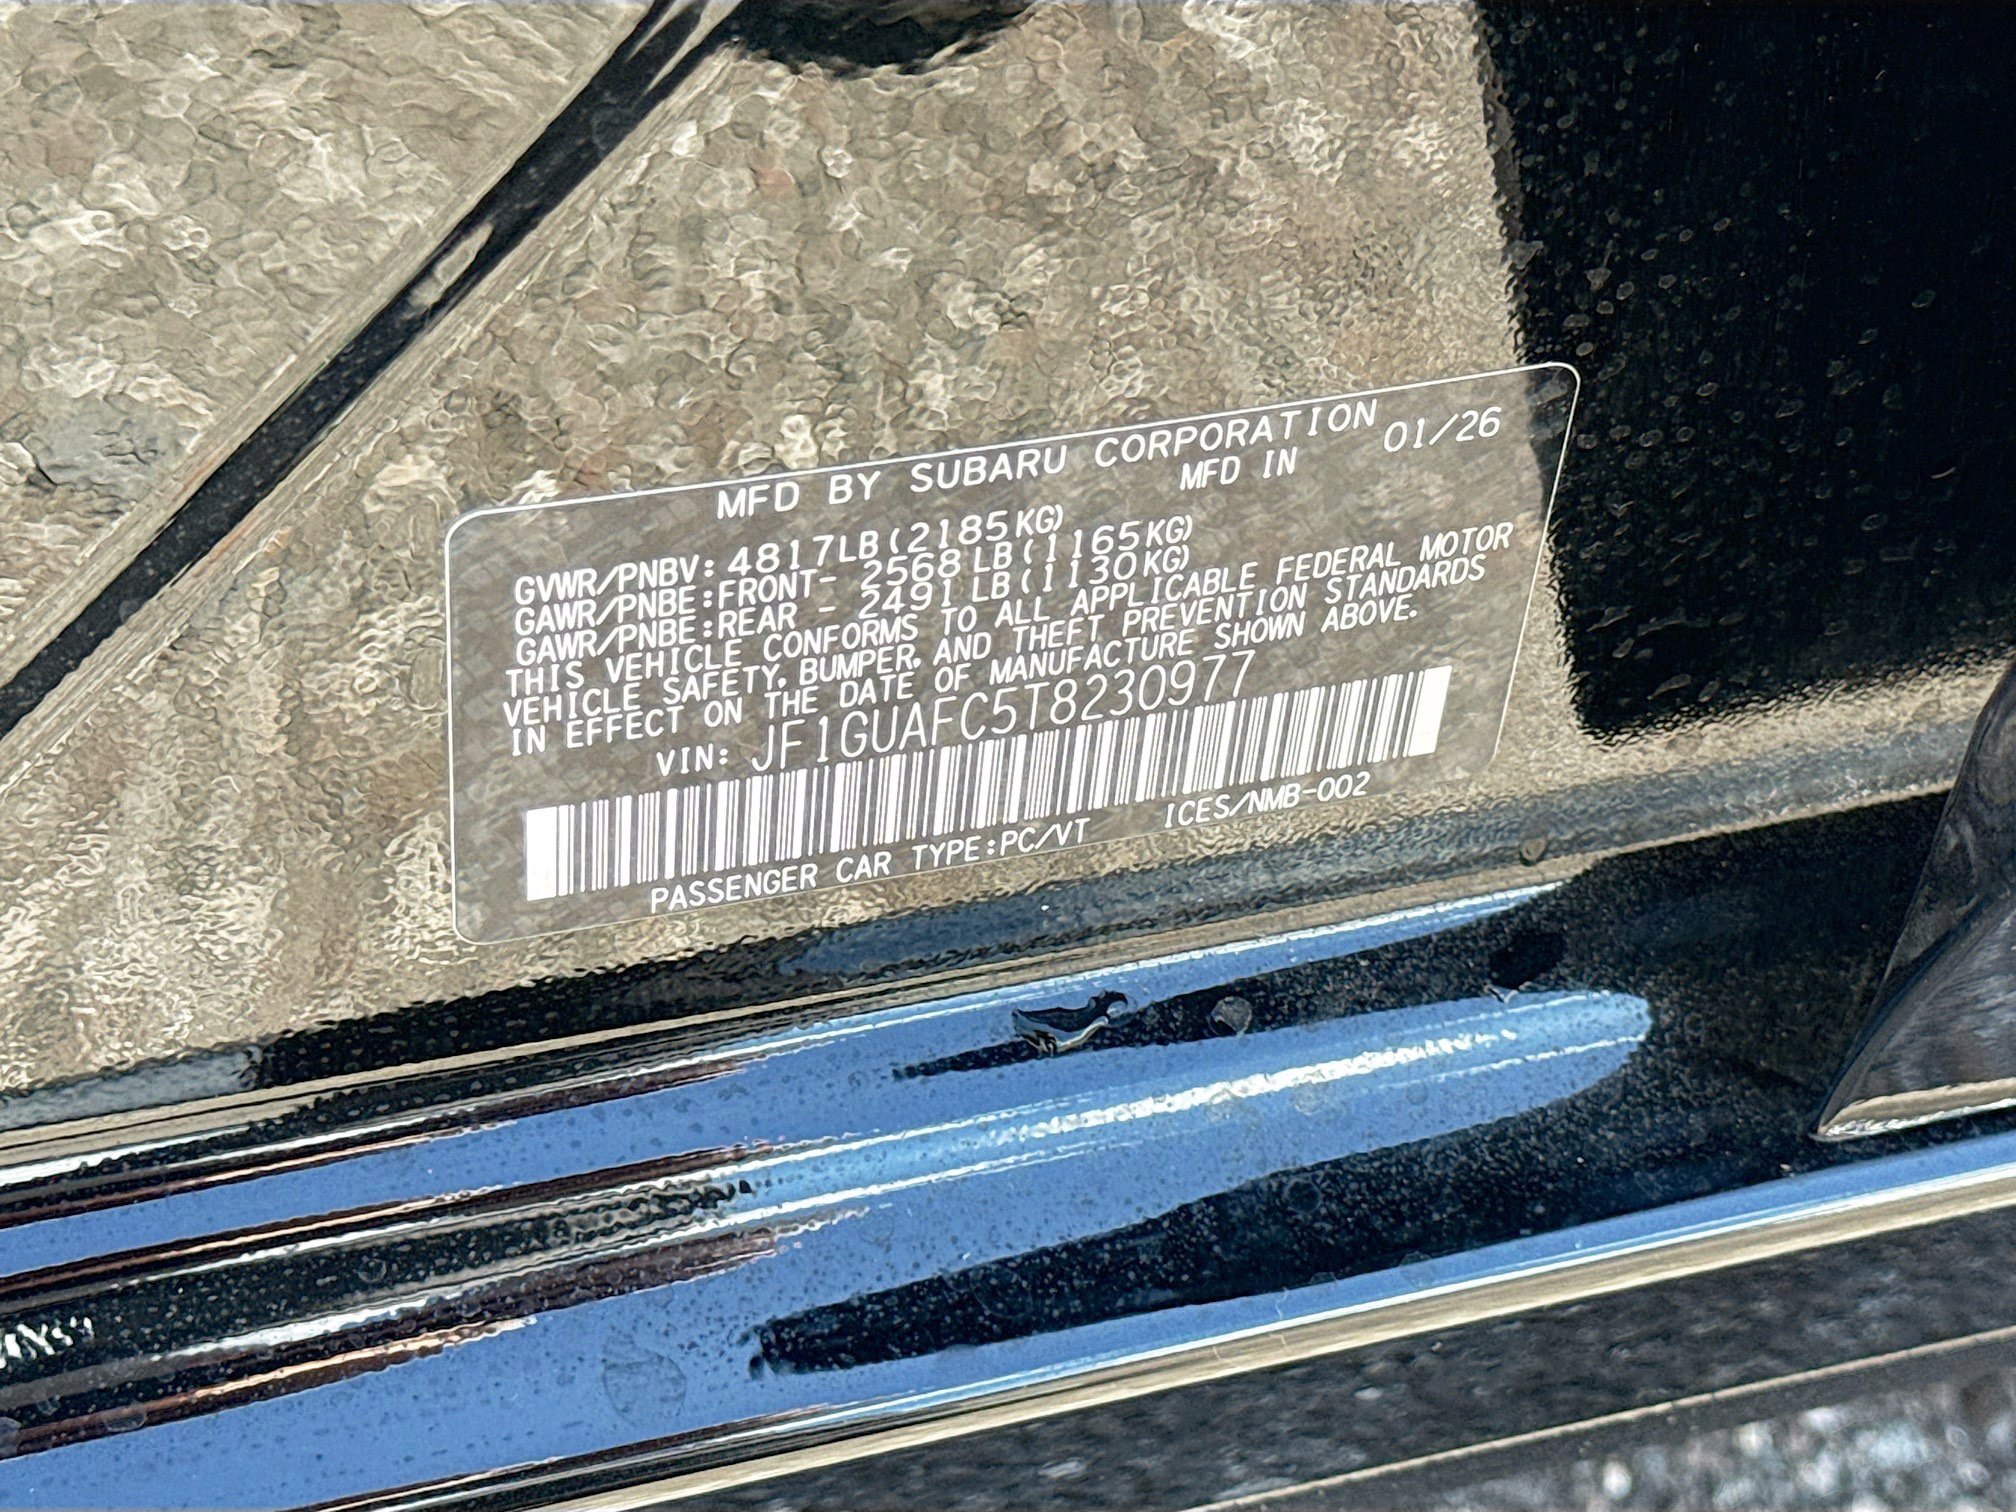 MFD BY SUBARU CORPORATION
MFD IN 01/26
GVWR/PNBV: 4817LB(2185KG)
GAWR/PNBE:FRONT- 2568LB(1165KG)
GAWR/PNBE:REAR - 2491LB(1130KG)
THIS VEHICLE CONFORMS TO ALL APPLICABLE FEDERAL MOTOR
VEHICLE SAFETY, BUMPER, AND THEFT PREVENTION STANDARDS
IN EFFECT ON THE DATE OF MANUFACTURE SHOWN ABOVE.
VIN: JF1GUAFC5T8230977
PASSENGER CAR TYPE:PC/VT ICES/NMB-002